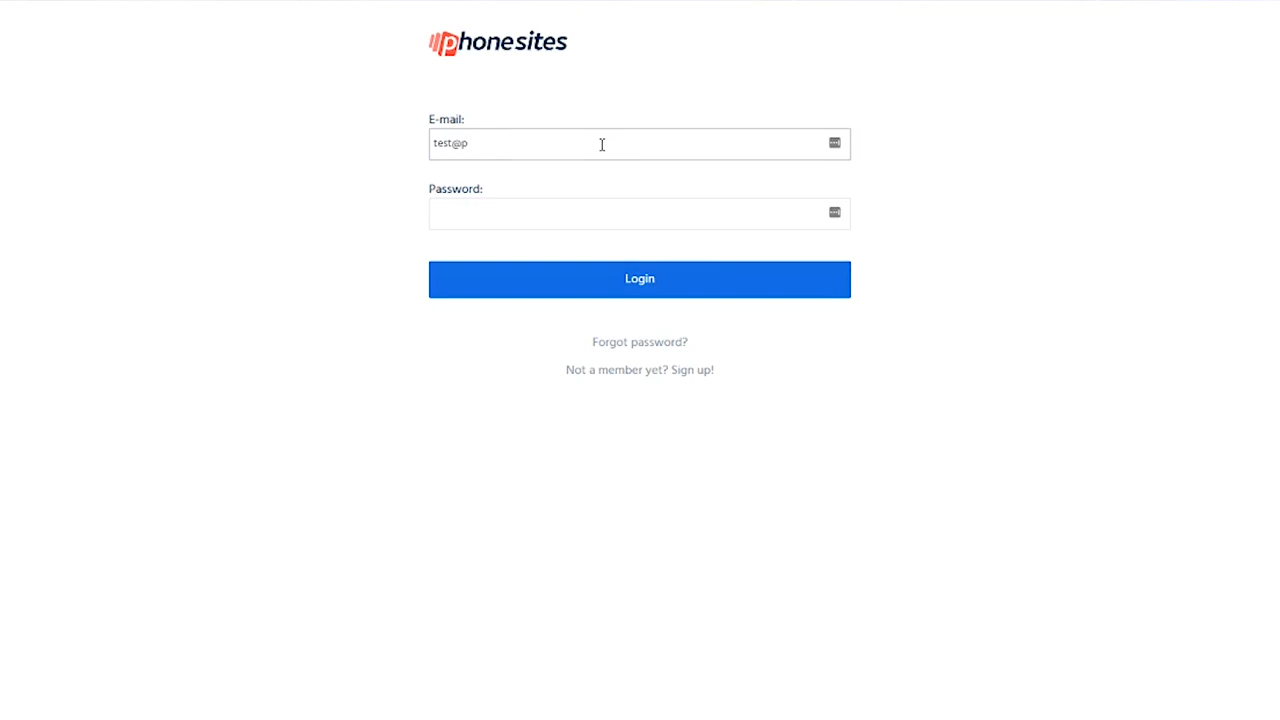 phonesites
E-mail:
test@p
Password:
Login
Forgot password?
Not a member yet? Sign up!